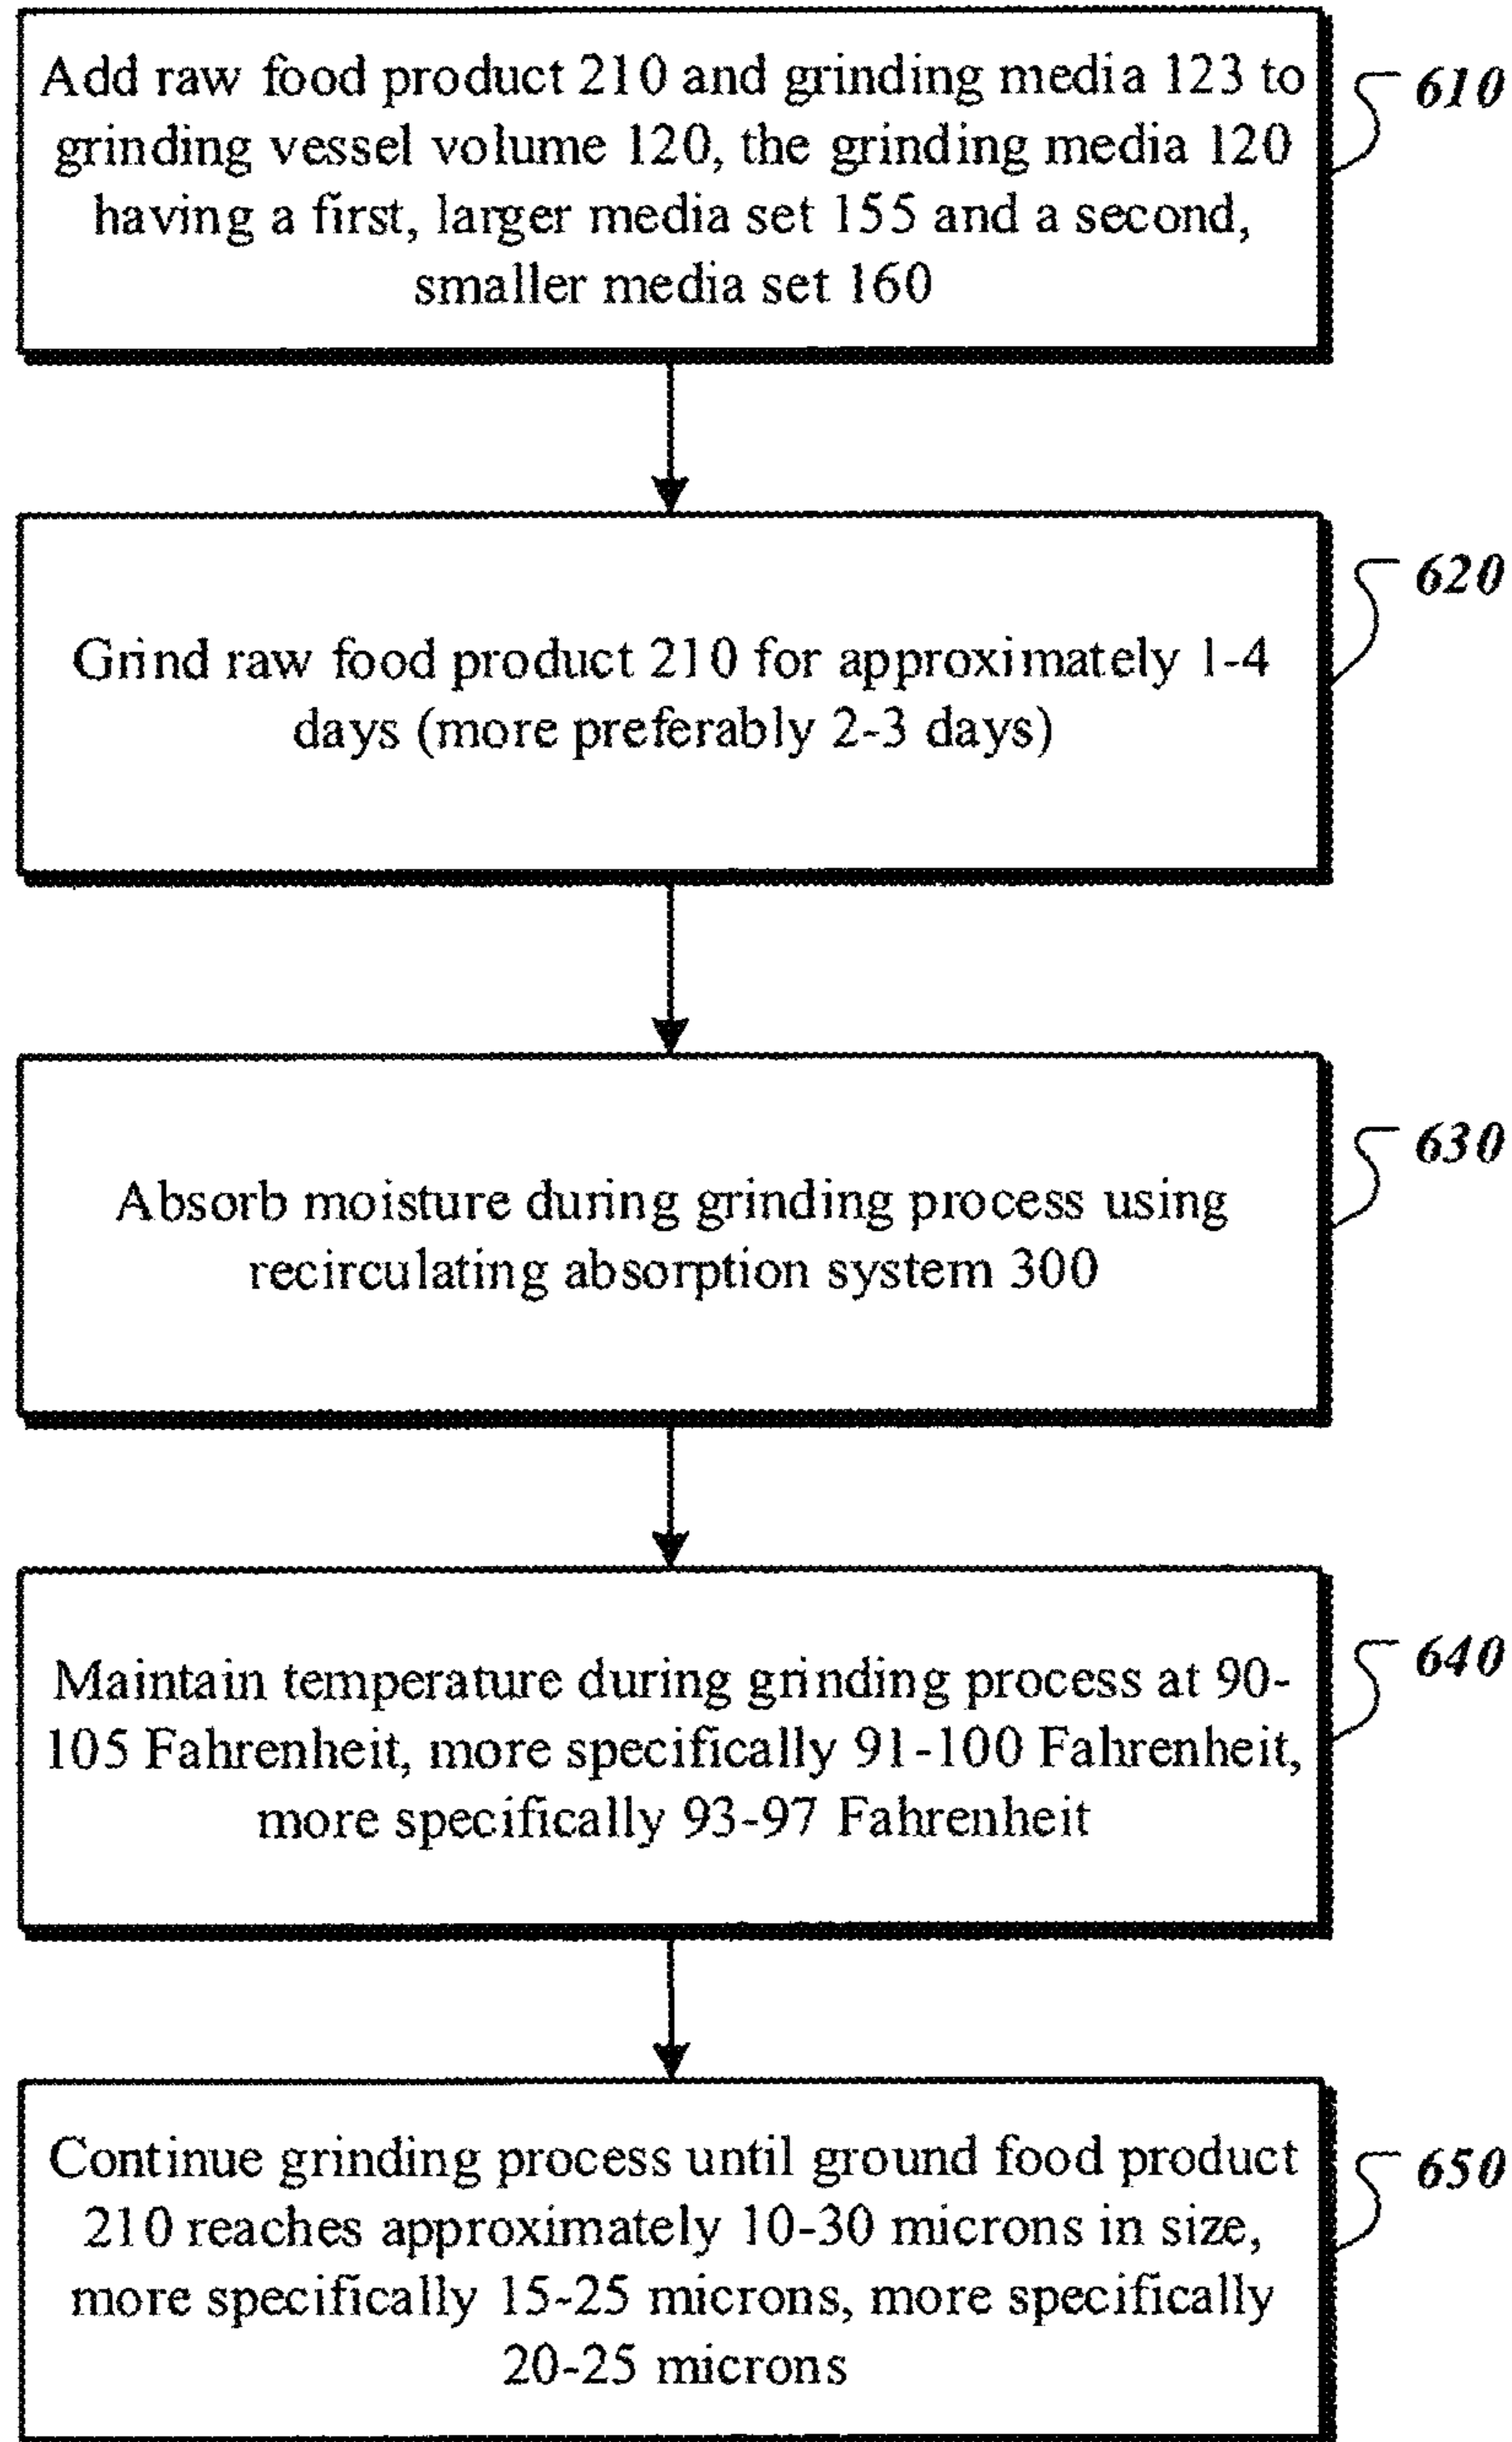 Add raw food product 210 and grinding media 123 to
grinding vessel volume 120, the grinding media 120
having a first, larger media set 155 and a second,
smaller media set 160
610
Grind raw food product 210 for approximately 1-4
days (more preferably 2-3 days)
620
Absorb moisture during grinding process using
recirculating absorption system 300
630
Maintain temperature during grinding process at 90-
105 Fahrenheit, more specifically 91-100 Fahrenheit,
more specifically 93-97 Fahrenheit
640
Continue grinding process until ground food product
210 reaches approximately 10-30 microns in size,
more specifically 15-25 microns, more specifically
20-25 microns
650